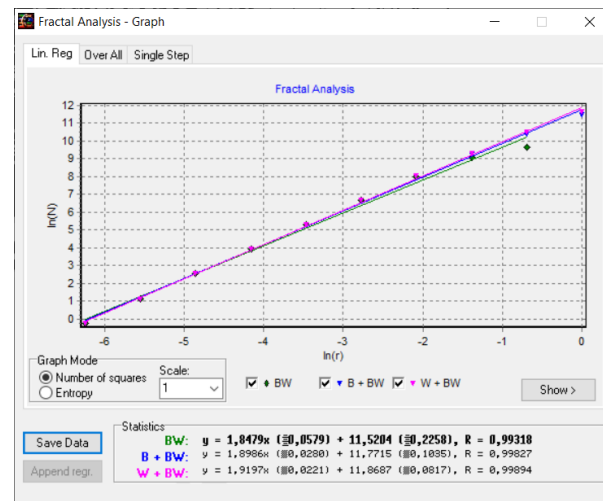 Fractal Analysis - Graph
Lin. Reg Over All Single Step
Fractal Analysis
12
11
10
9
8
7
6
5
4
3
2
1
0
-6 -5 -4 -3 -2 -1 0
ln(N)
ln(r)
Graph Mode
Number of squares
Entropy
Scale:
1
BW B + BW W + BW
Show >
Save Data
Append regr.
Statistics
BW: y = 1,8479x (0,0579) + 11,5204 (0,2258), R = 0,99318
B + BW: y = 1,8986x (0,0280) + 11,7715 (0,1035), R = 0,99827
W + BW: y = 1,9197x (0,0221) + 11,8687 (0,0817), R = 0,99894